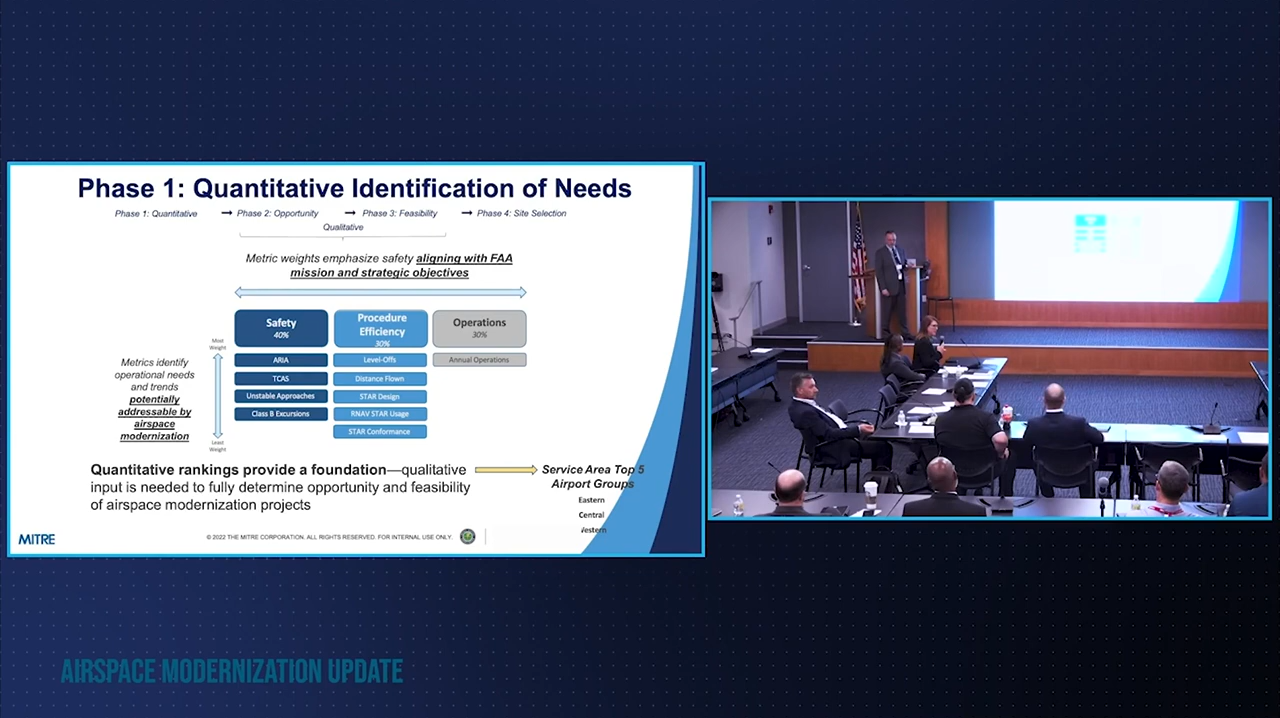 Phase 1: Quantitative Identification of Needs
Phase 1: Quantitative → Phase 2: Opportunity → Phase 3: Feasibility → Phase 4: Site Selection
Qualitative
Metric weights emphasize safety aligning with FAA
mission and strategic objectives
Safety
40%
Procedure
Efficiency
30%
Operations
30%
Most
Weight
Least
Weight
Metrics identify
operational needs
and trends
potentially
addressable by
airspace
modernization
ARIA
TCAS
Unstable Approaches
Class B Excursions
Level-Offs
Distance Flown
STAR Design
RNAV STAR Usage
STAR Conformance
Annual Operations
Quantitative rankings provide a foundation—qualitative
input is needed to fully determine opportunity and feasibility
of airspace modernization projects
Service Area Top 5
Airport Groups
Eastern
Central
Western
MITRE
© 2022 THE MITRE CORPORATION. ALL RIGHTS RESERVED. FOR INTERNAL USE ONLY.
AIRSPACE MODERNIZATION UPDATE